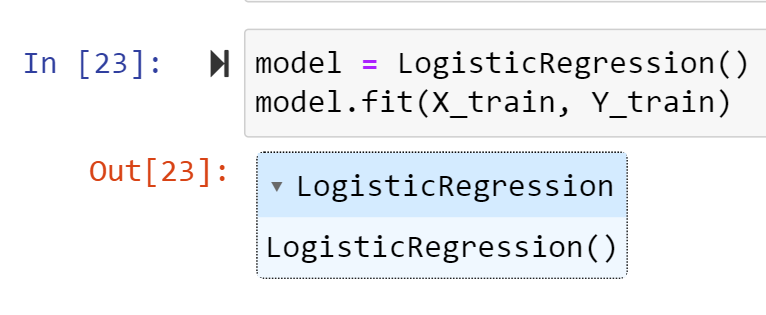 In [23]:
model = LogisticRegression()
model.fit(X_train, Y_train)
Out[23]:
LogisticRegression
LogisticRegression()